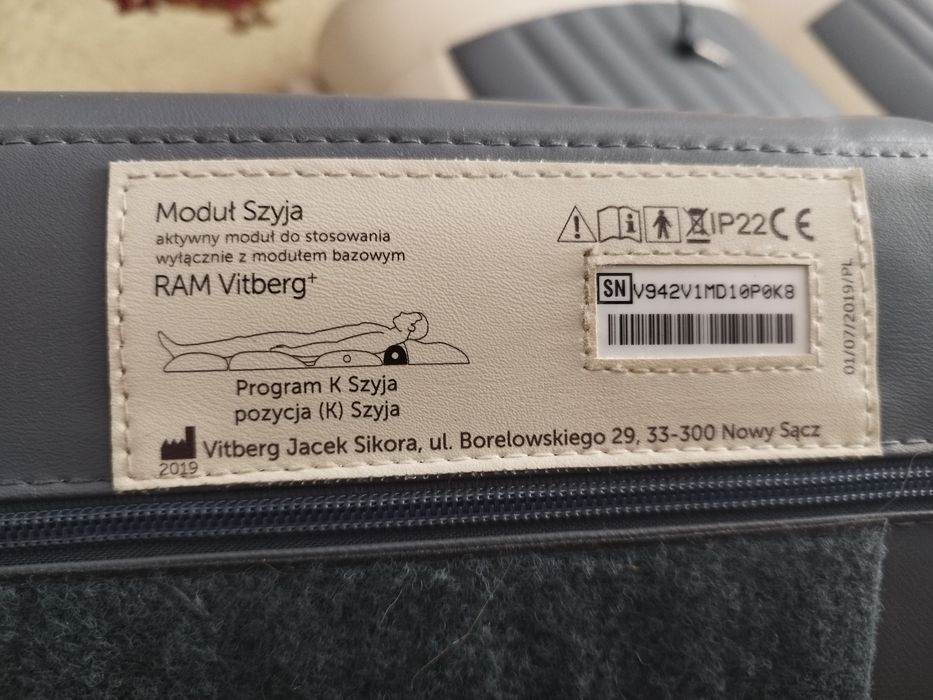 Moduł Szyja
aktywny moduł do stosowania
wyłącznie z modułem bazowym
RAM Vitberg+
Program K Szyja
pozycja (K) Szyja
IP22 CE
SN V942V1MD10P0K8
01/07/2019/PL
Vitberg Jacek Sikora, ul. Borelowskiego 29, 33-300 Nowy Sącz
2019